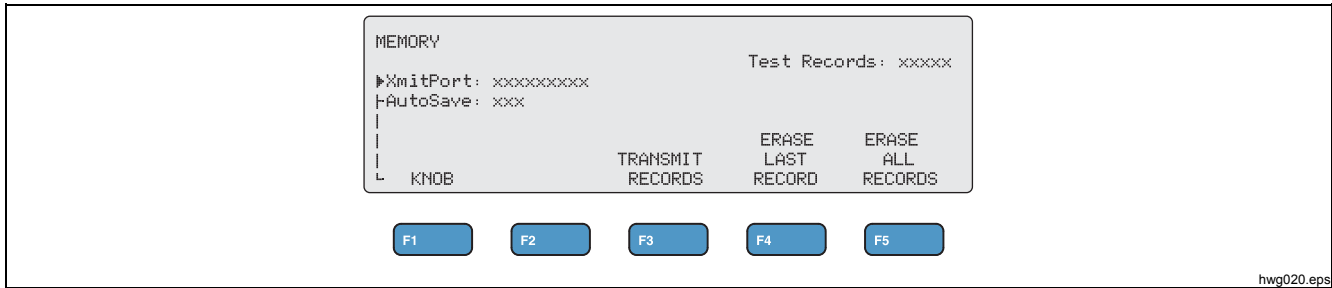 MEMORY
Test Records: xxxxx
XmitPort: xxxxxxxxx
AutoSave: xxx
ERASE ERASE
TRANSMIT LAST ALL
KNOB RECORDS RECORD RECORDS
F1 F2 F3 F4 F5
hwg020.eps